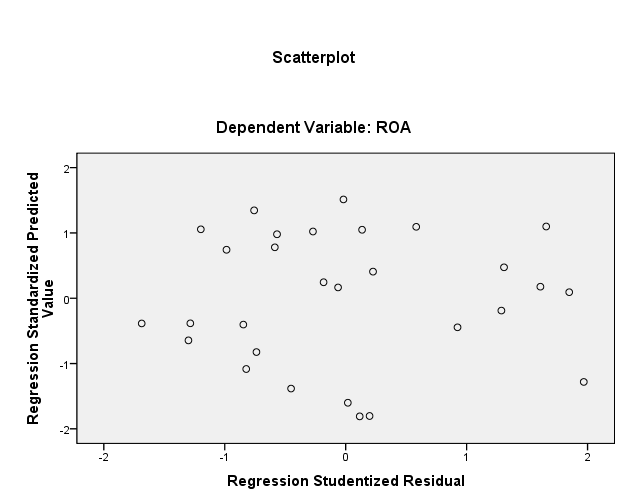 Scatterplot
Dependent Variable: ROA
Regression Standardized Predicted
Value
2
1
0
-1
-2
-2
-1
0
1
2
Regression Studentized Residual